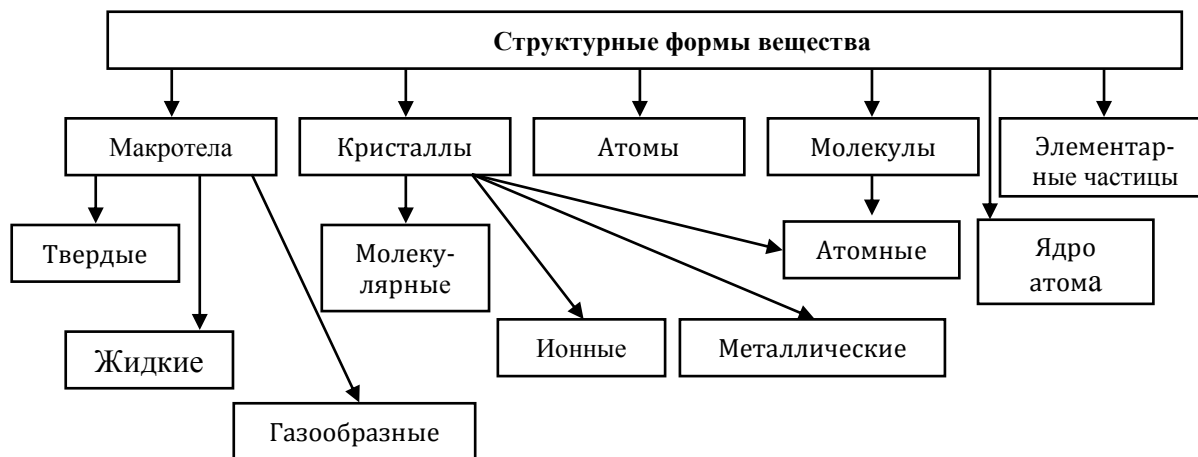 Структурные формы вещества
Макротела
Кристаллы
Атомы
Молекулы
Элементар-
ные частицы
Твердые
Молеку-
лярные
Атомные
Ядро
атома
Жидкие
Ионные
Металлические
Газообразные